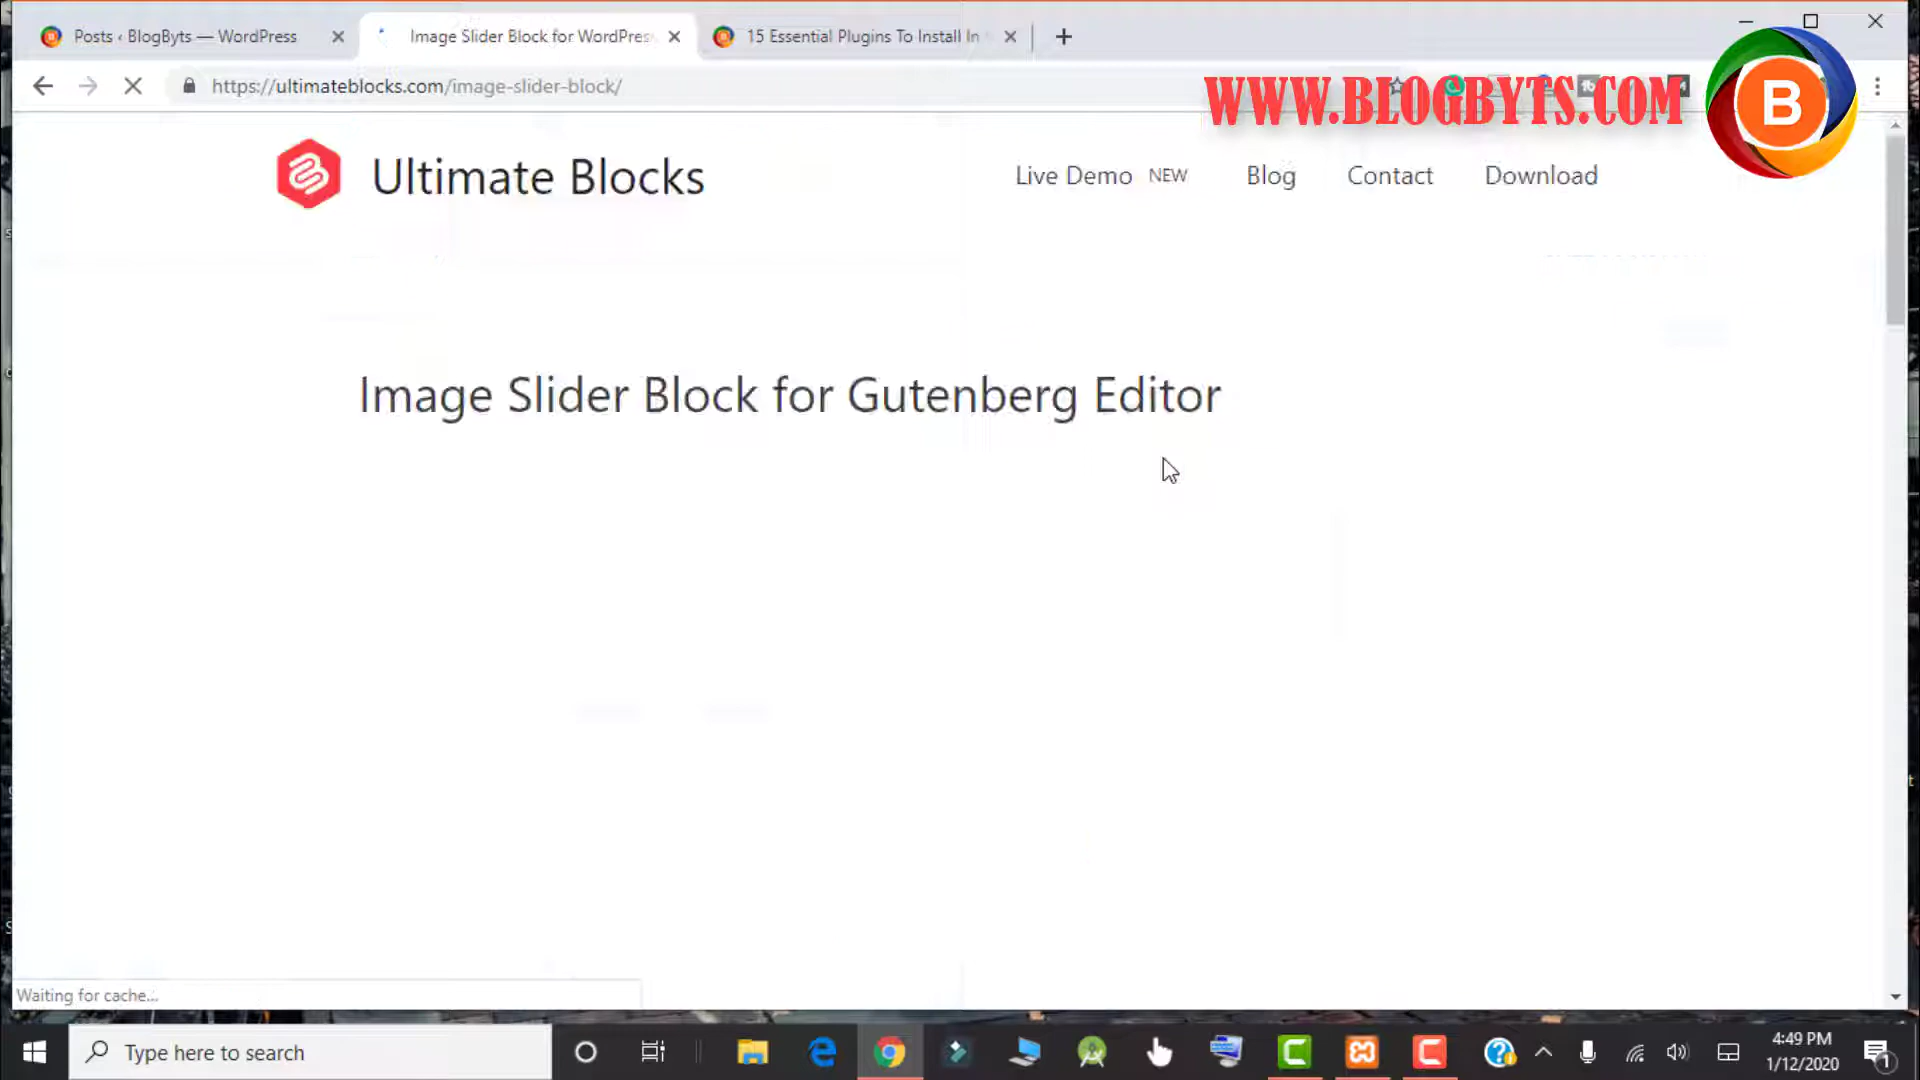 Posts ‹ BlogByts — WordPress
Image Slider Block for WordPres
15 Essential Plugins To Install In
https://ultimateblocks.com/image-slider-block/
WWW.BLOGBYTS.COM
B
Ultimate Blocks
Live Demo NEW
Blog
Contact
Download
Image Slider Block for Gutenberg Editor
Waiting for cache...
Type here to search
4:49 PM
1/12/2020
1